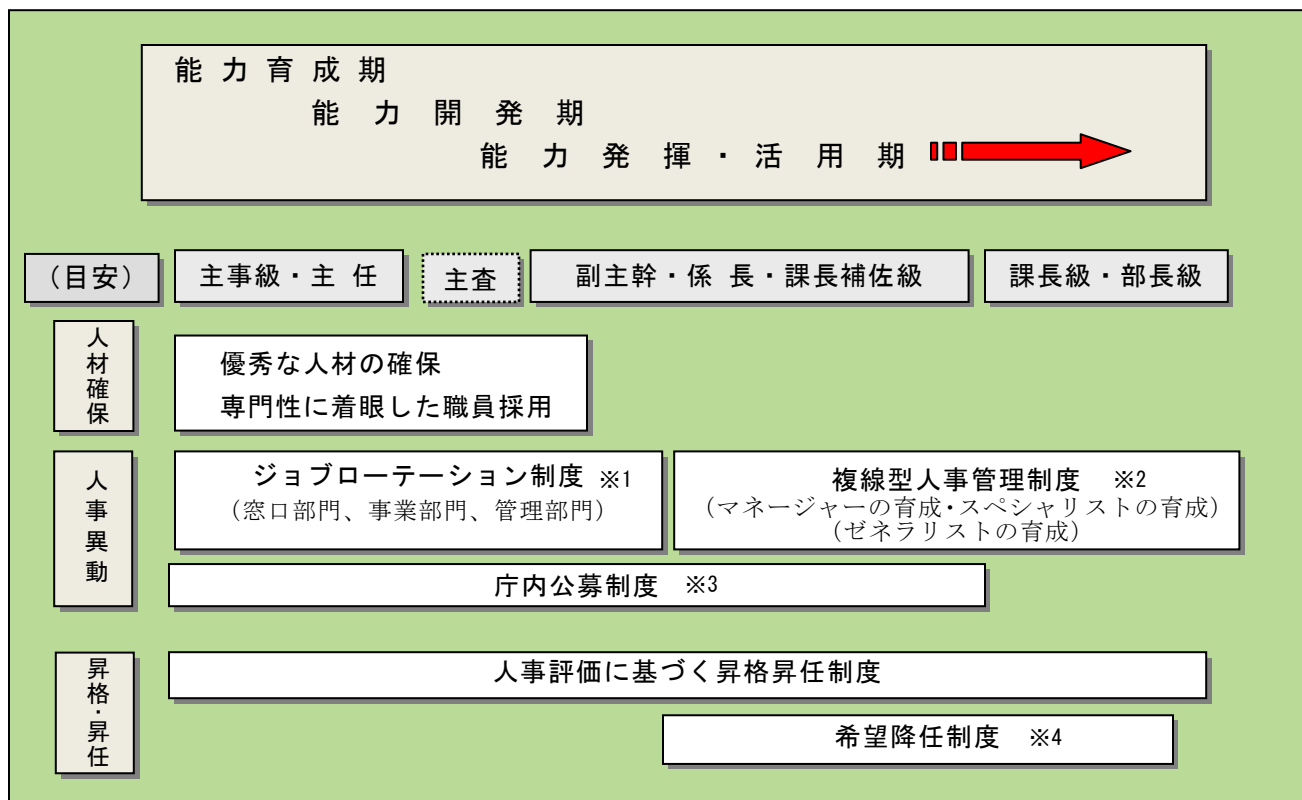 能力育成期
能力開発期
能力発揮・活用期
（目安）
主事級・主任
主査
副主幹・係長・課長補佐級
課長級・部長級
人材確保
優秀な人材の確保
専門性に着眼した職員採用
人事異動
ジョブローテーション制度 ※1
（窓口部門、事業部門、管理部門）
複線型人事管理制度 ※2
（マネージャーの育成・スペシャリストの育成）
（ゼネラリストの育成）
庁内公募制度 ※3
昇格・昇任
人事評価に基づく昇格昇任制度
希望降任制度 ※4